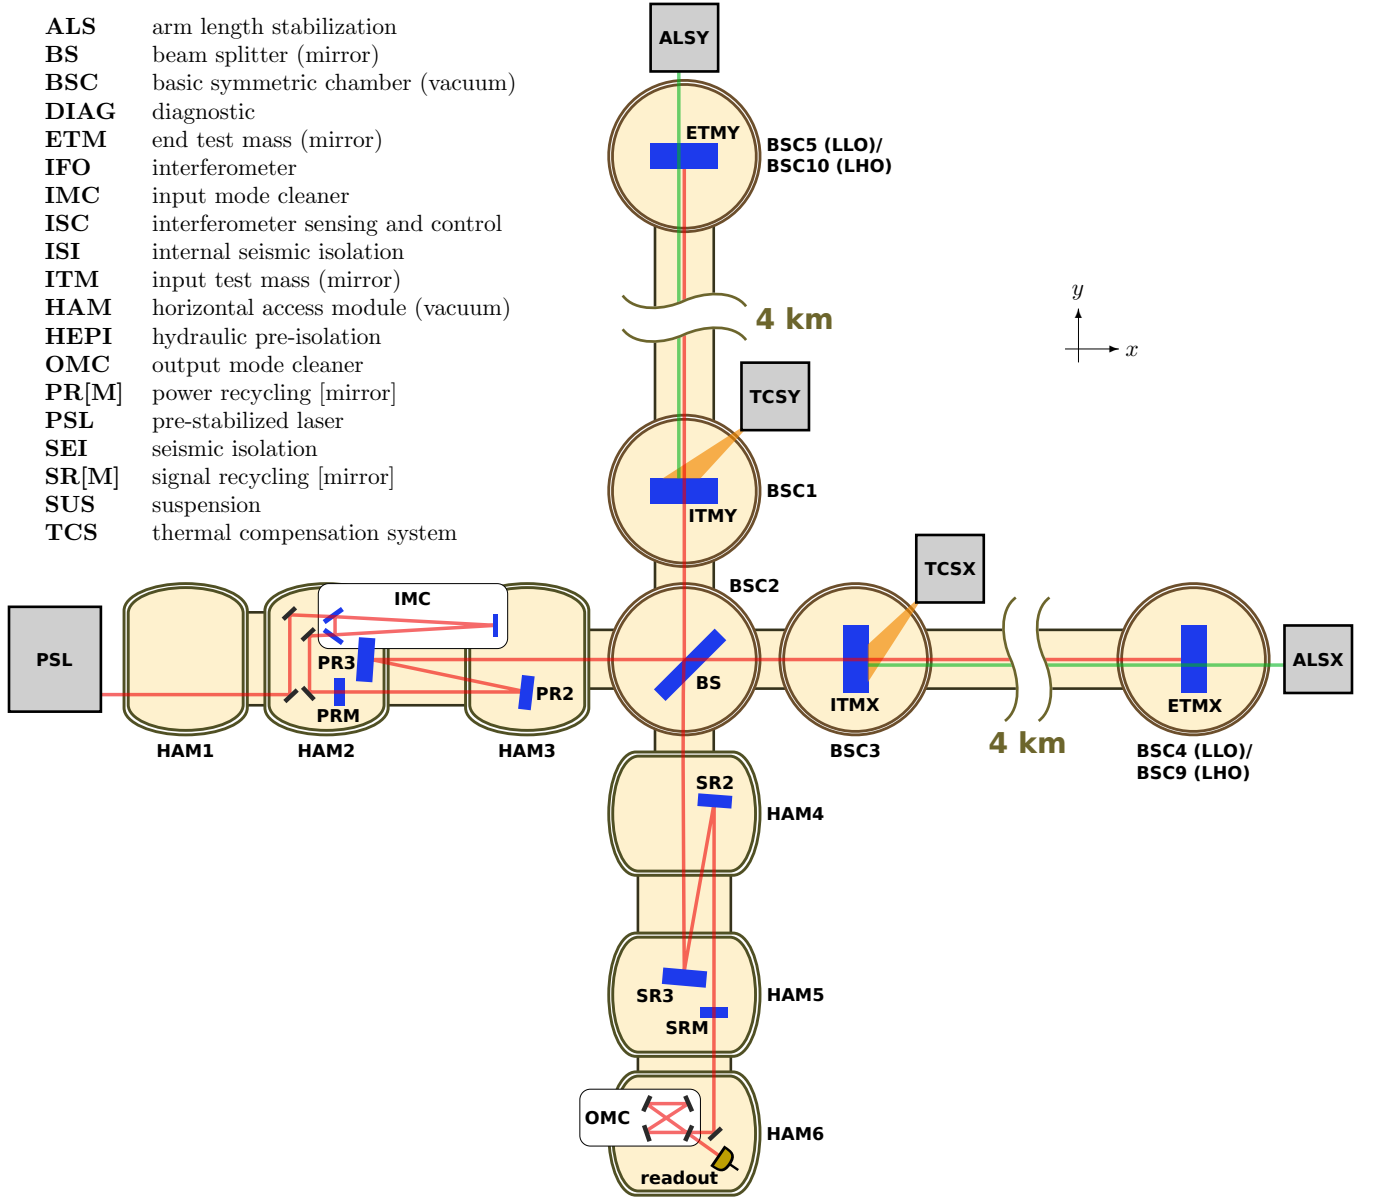 ALS arm length stabilization
BS beam splitter (mirror)
BSC basic symmetric chamber (vacuum)
DIAG diagnostic
ETM end test mass (mirror)
IFO interferometer
IMC input mode cleaner
ISC interferometer sensing and control
ISI internal seismic isolation
ITM input test mass (mirror)
HAM horizontal access module (vacuum)
HEPI hydraulic pre-isolation
OMC output mode cleaner
PR[M] power recycling [mirror]
PSL pre-stabilized laser
SEI seismic isolation
SR[M] signal recycling [mirror]
SUS suspension
TCS thermal compensation system
ALSY
ETMY
BSC5 (LLO)/
BSC10 (LHO)
y
x
4 km
TCSY
BSC1
ITMY
BSC2
TCSX
IMC
PSL
PR3
PR2
PRM
BS
ITMX
ETMX
ALSX
HAM1
HAM2
HAM3
BSC3
4 km
BSC4 (LLO)/
BSC9 (LHO)
SR2
HAM4
SR3
HAM5
SRM
OMC
HAM6
readout